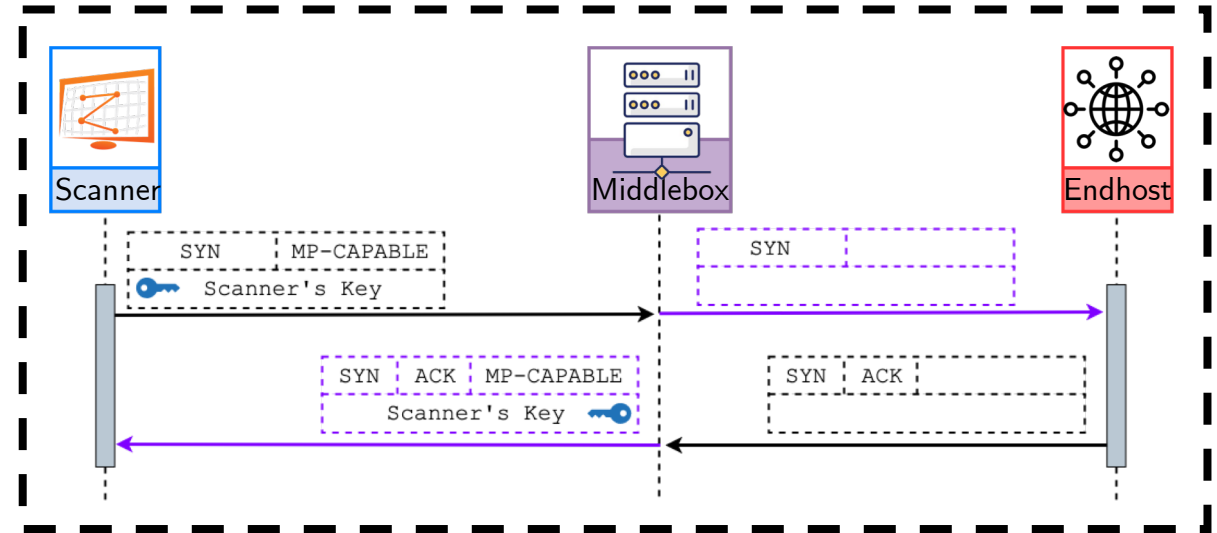 Scanner
Middlebox
Endhost
SYN MP-CAPABLE
Scanner's Key
SYN
SYN ACK MP-CAPABLE
Scanner's Key
SYN ACK